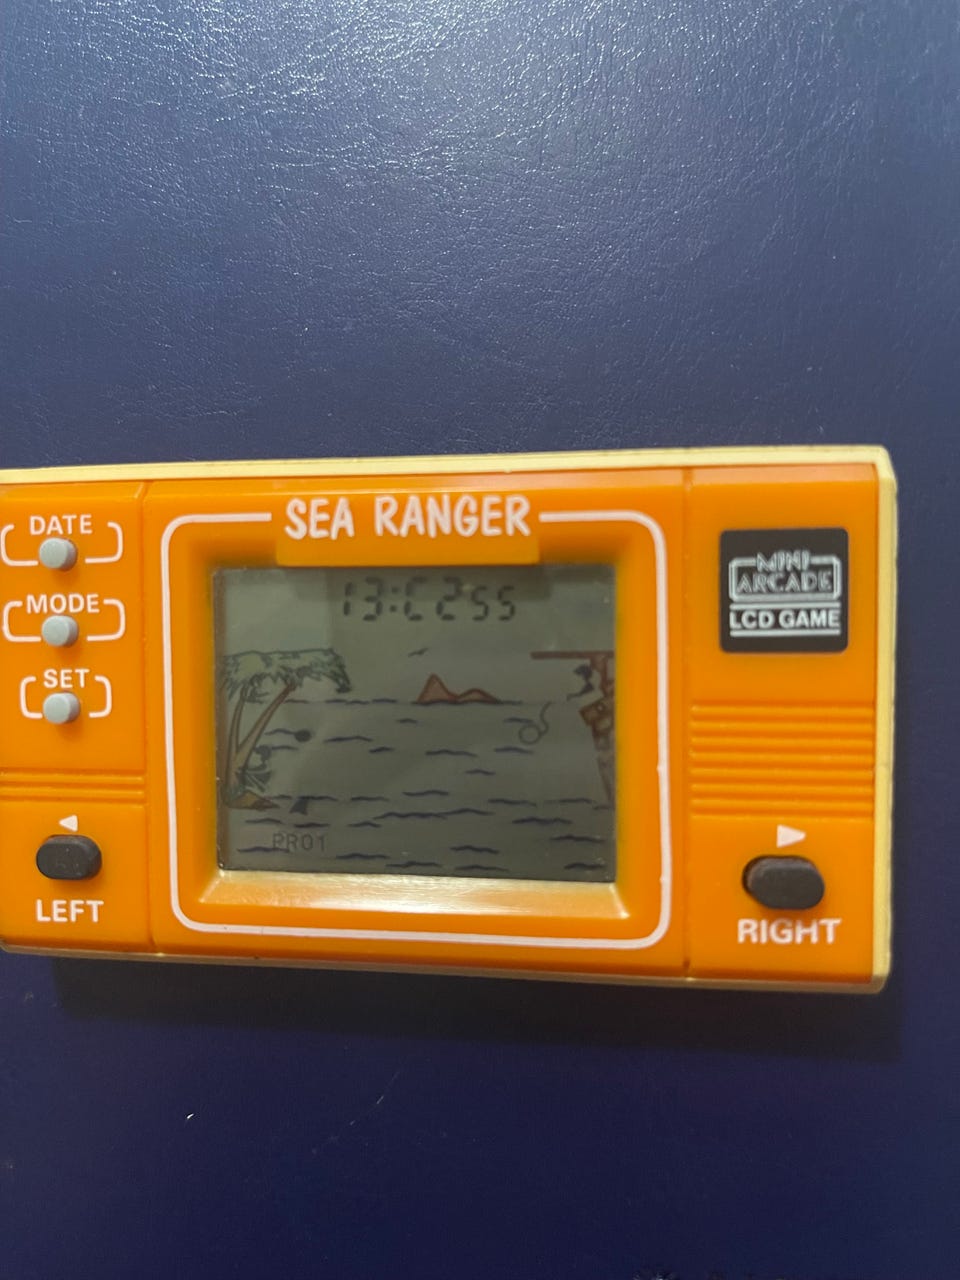 SEA RANGER
DATE
MODE
SET
LEFT
PRO1
MINI
ARCADE
LCD GAME
RIGHT